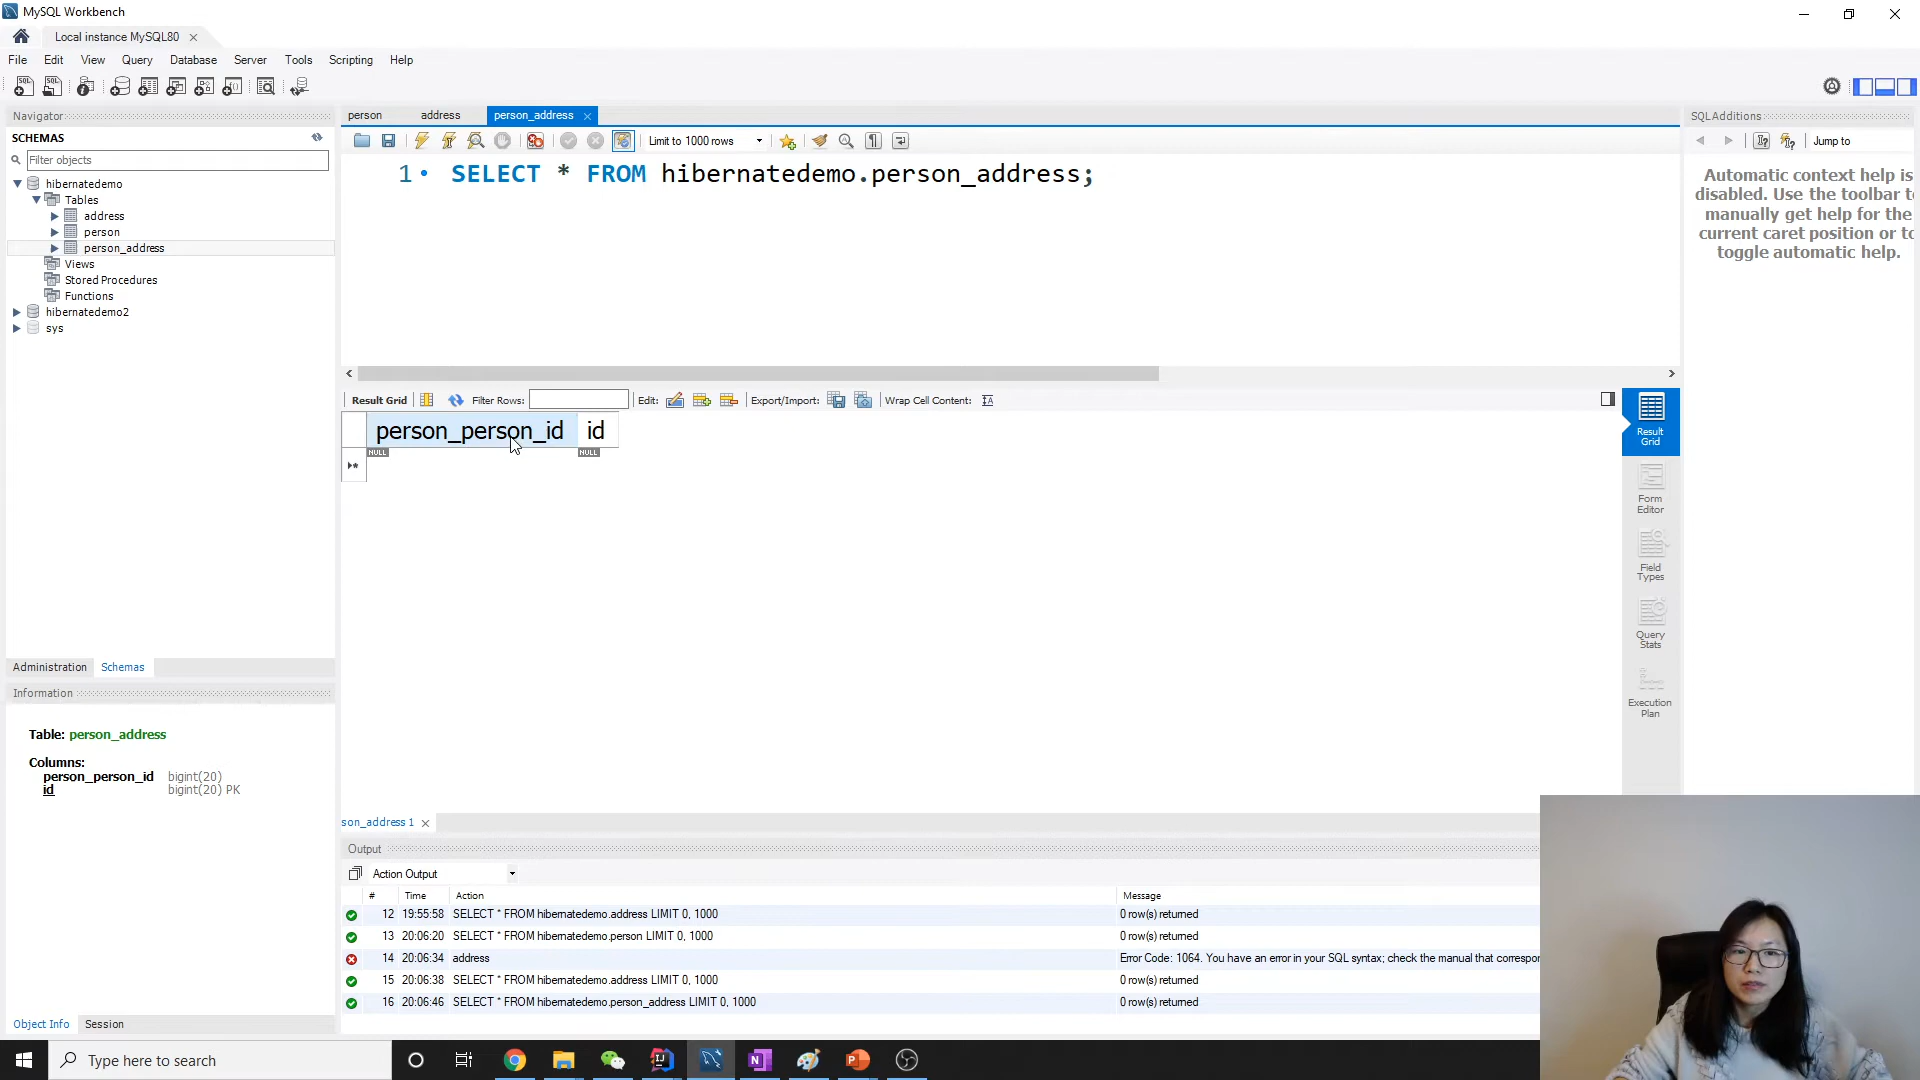 MySQL Workbench
Local instance MySQL80
File Edit View Query Database Server Tools Scripting Help
Navigator
SCHEMAS
Filter objects
hibernatedemo
Tables
address
person
person_address
Views
Stored Procedures
Functions
hibernatedemo2
sys
Administration Schemas
Information
Table: person_address
Columns:
person_person_id bigint(20)
id bigint(20) PK
Object Info Session
person address person_address
Limit to 1000 rows
1 SELECT * FROM hibernatedemo.person_address;
Result Grid Filter Rows: Edit: Export/Import: Wrap Cell Content:
person_person_id id
NULL NULL
Result
Grid
Form
Editor
Field
Types
Query
Stats
Execution
Plan
son_address 1
Output
Action Output
# Time Action Message
12 19:55:58 SELECT * FROM hibernatedemo.address LIMIT 0, 1000 0 row(s) returned
13 20:06:20 SELECT * FROM hibernatedemo.person LIMIT 0, 1000 0 row(s) returned
14 20:06:34 address Error Code: 1064. You have an error in your SQL syntax; check the manual that correspon
15 20:06:38 SELECT * FROM hibernatedemo.address LIMIT 0, 1000 0 row(s) returned
16 20:06:46 SELECT * FROM hibernatedemo.person_address LIMIT 0, 1000 0 row(s) returned
SQLAdditions
Jump to
Automatic context help is
disabled. Use the toolbar t
manually get help for the
current caret position or to
toggle automatic help.
Type here to search